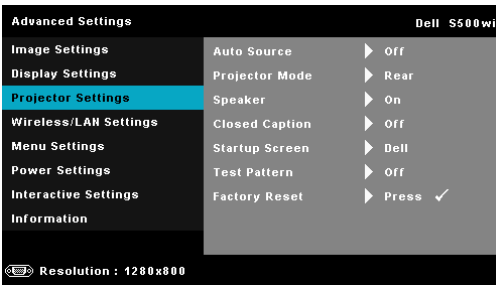 Advanced Settings Dell S500wi
Image Settings Auto Source Off
Display Settings Projector Mode Rear
Projector Settings Speaker On
Wireless/LAN Settings Closed Caption Off
Menu Settings Startup Screen Dell
Power Settings Test Pattern Off
Interactive Settings Factory Reset Press
Information
Resolution : 1280x800